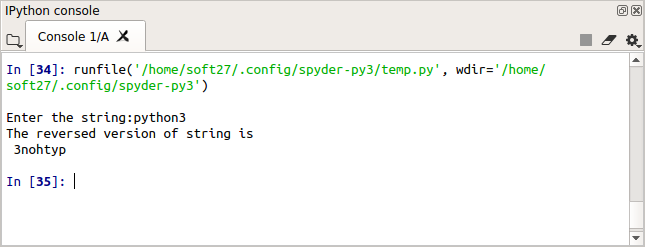 IPython console
Console 1/A
In [34]: runfile('/home/soft27/.config/spyder-py3/temp.py', wdir='/home/
soft27/.config/spyder-py3')
Enter the string:python3
The reversed version of string is
 3nohtyp
In [35]: